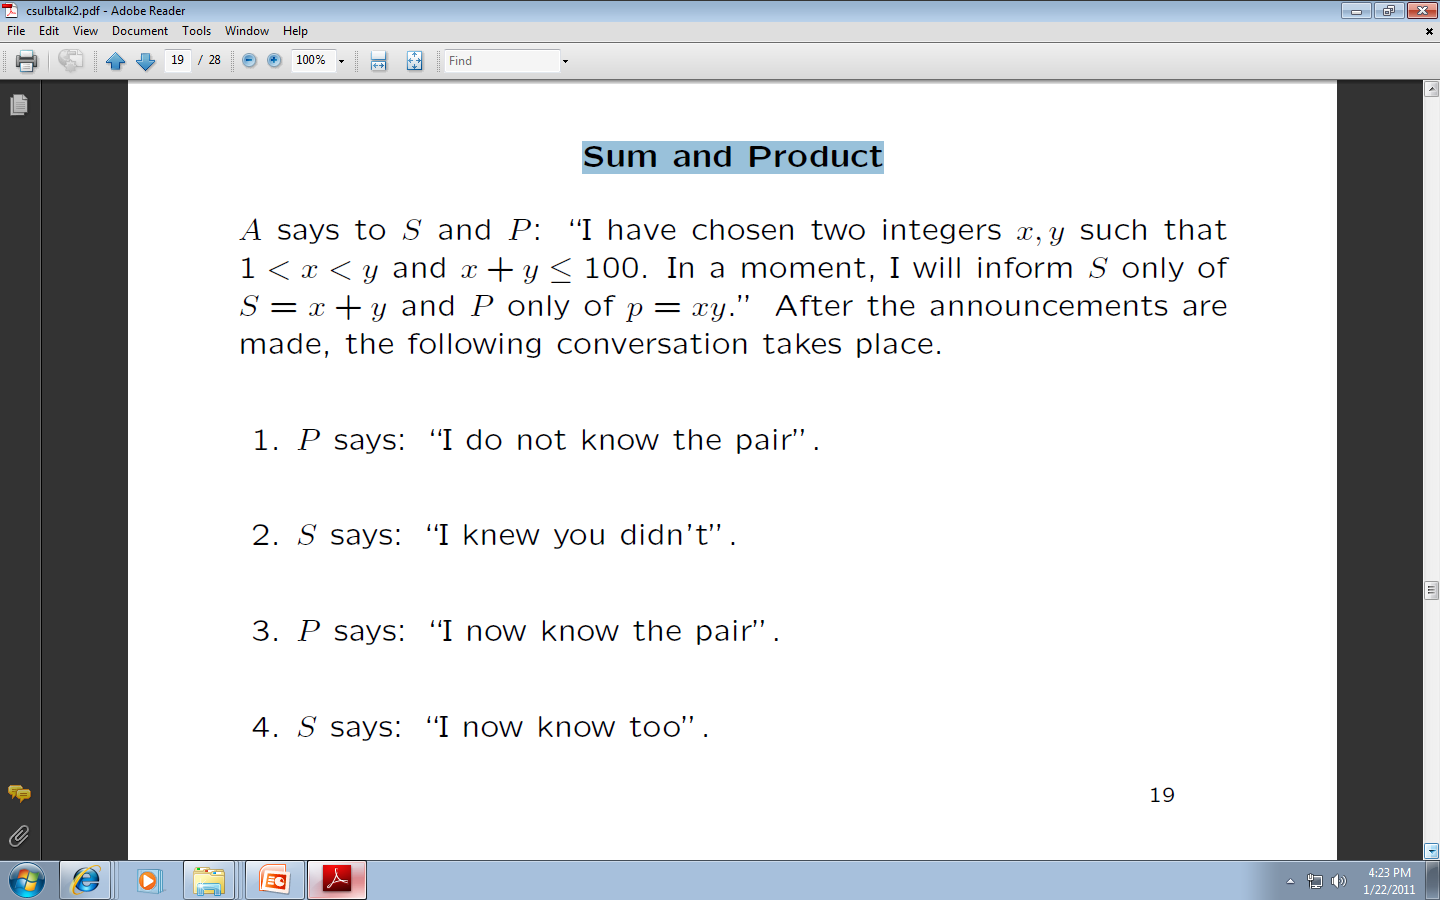 csulbtalk2.pdf - Adobe Reader
File Edit View Document Tools Window Help
19 / 28 100% Find
Sum and Product
A says to S and P: “I have chosen two integers x, y such that
1 < x < y and x + y ≤ 100. In a moment, I will inform S only of
S = x + y and P only of p = xy.” After the announcements are
made, the following conversation takes place.
1. P says: “I do not know the pair”.
2. S says: “I knew you didn’t”.
3. P says: “I now know the pair”.
4. S says: “I now know too”.
19
4:23 PM
1/22/2011